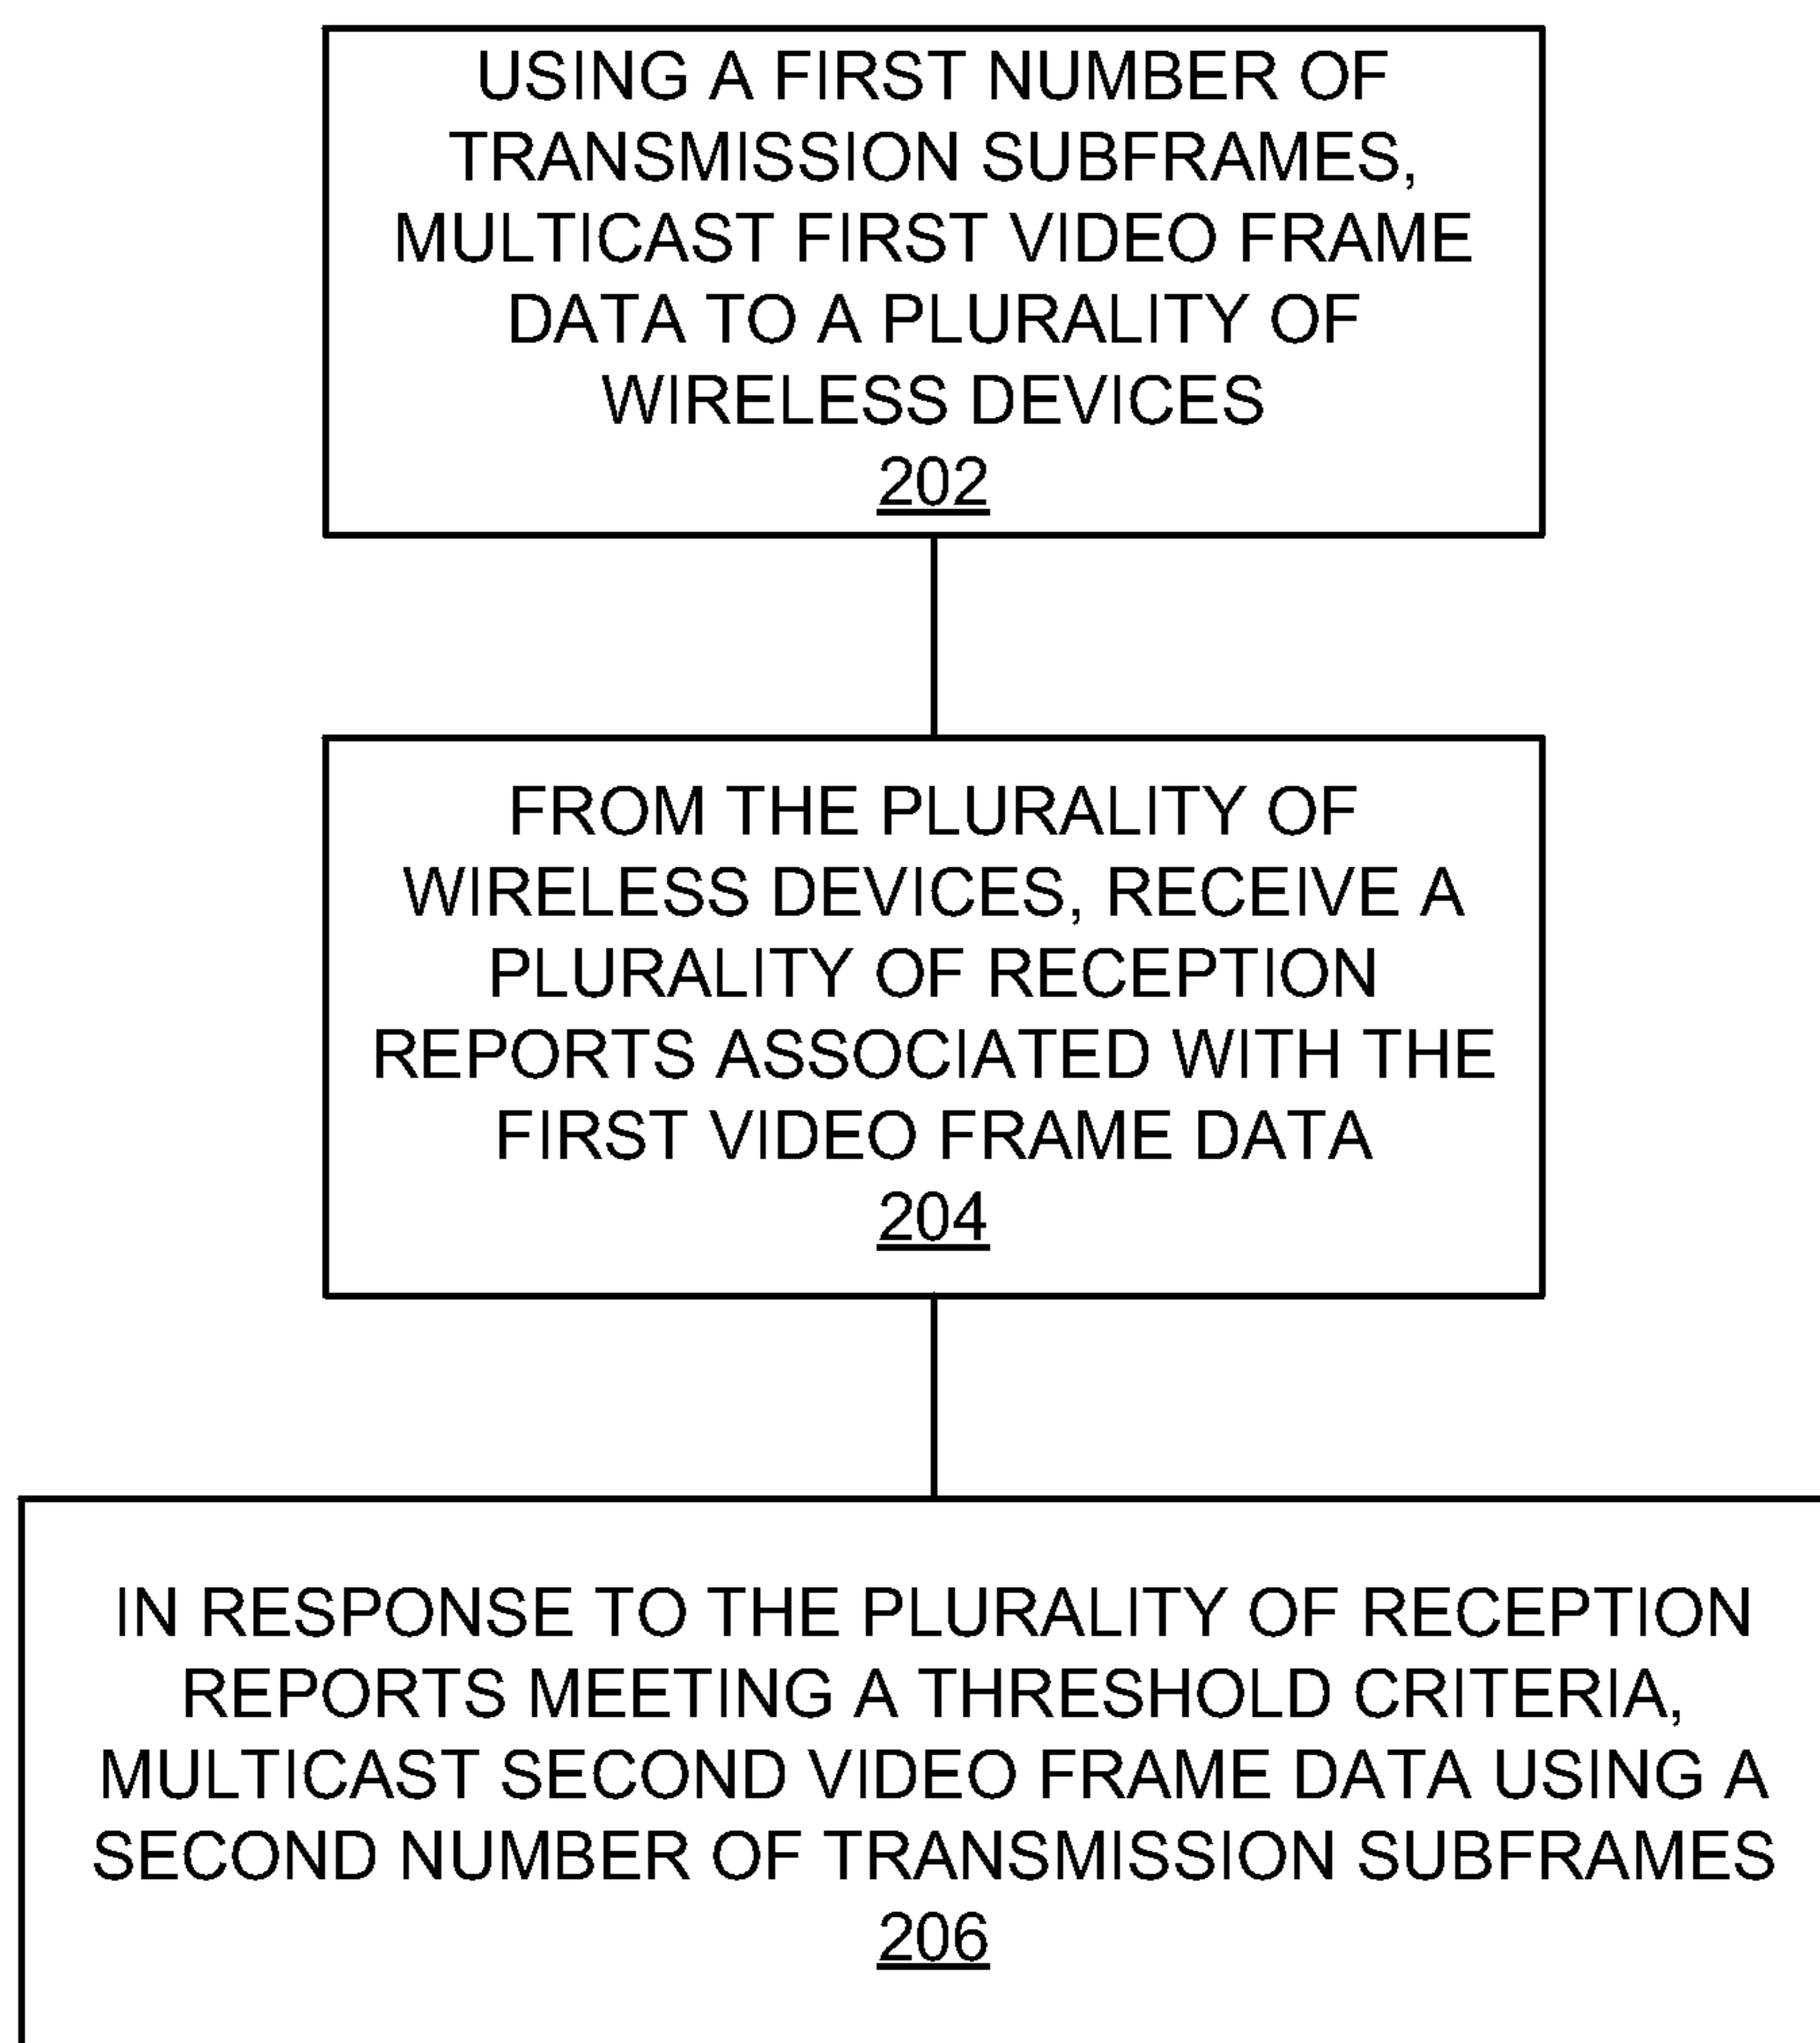 USING A FIRST NUMBER OF
TRANSMISSION SUBFRAMES,
MULTICAST FIRST VIDEO FRAME
DATA TO A PLURALITY OF
WIRELESS DEVICES
202
FROM THE PLURALITY OF
WIRELESS DEVICES, RECEIVE A
PLURALITY OF RECEPTION
REPORTS ASSOCIATED WITH THE
FIRST VIDEO FRAME DATA
204
IN RESPONSE TO THE PLURALITY OF RECEPTION
REPORTS MEETING A THRESHOLD CRITERIA,
MULTICAST SECOND VIDEO FRAME DATA USING A
SECOND NUMBER OF TRANSMISSION SUBFRAMES
206